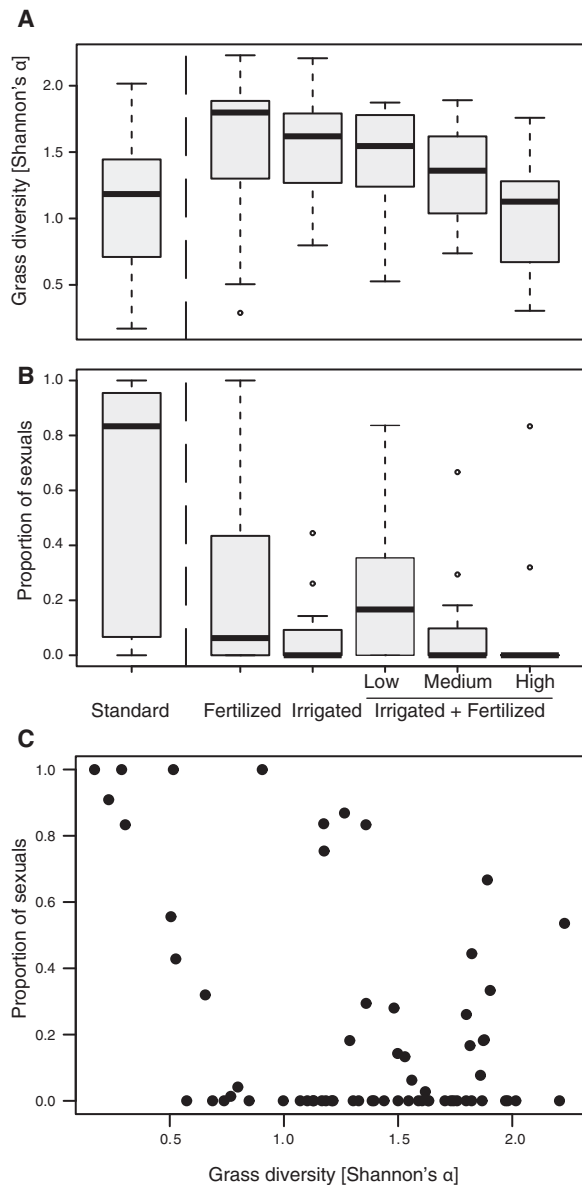 A
Grass diversity [Shannon's α]
2.0
1.5
1.0
0.5
B
Proportion of sexuals
1.0
0.8
0.6
0.4
0.2
0.0
Low Medium High
Standard Fertilized Irrigated Irrigated + Fertilized
C
Proportion of sexuals
1.0
0.8
0.6
0.4
0.2
0.0
0.5 1.0 1.5 2.0
Grass diversity [Shannon's α]